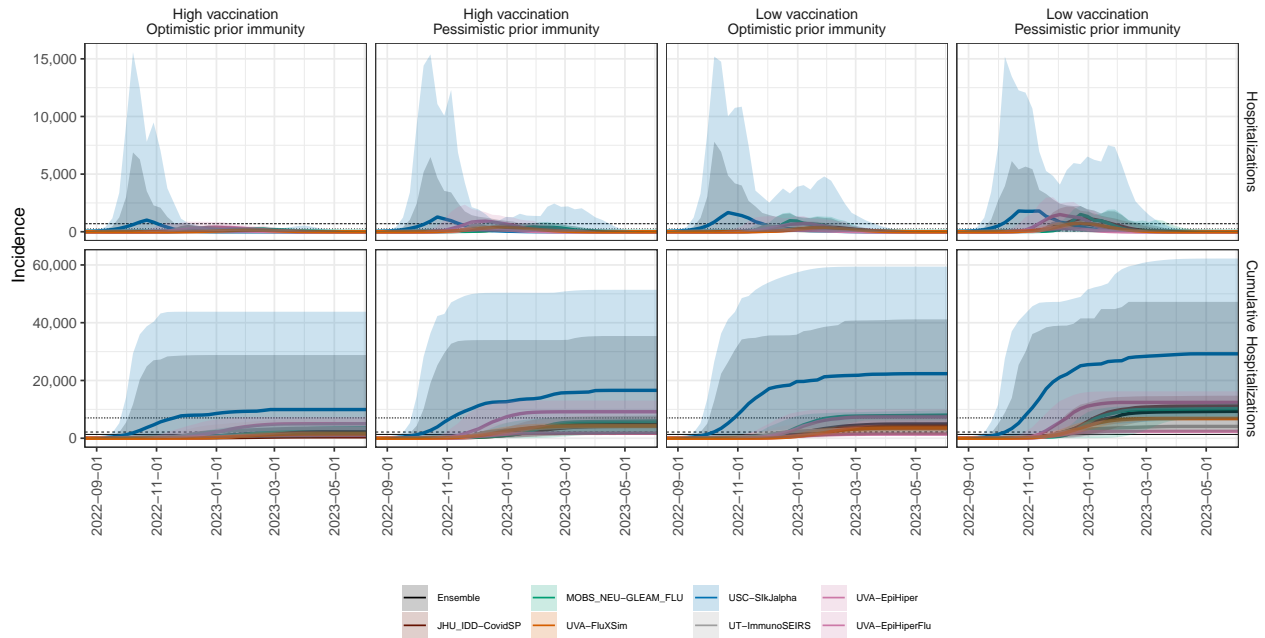 High vaccination
Optimistic prior immunity
High vaccination
Pessimistic prior immunity
Low vaccination
Optimistic prior immunity
Low vaccination
Pessimistic prior immunity
15,000
10,000
5,000
0
Hospitalizations
Incidence
60,000
40,000
20,000
0
Cumulative Hospitalizations
2022−09−01
2022−11−01
2023−01−01
2023−03−01
2023−05−01
2022−09−01
2022−11−01
2023−01−01
2023−03−01
2023−05−01
2022−09−01
2022−11−01
2023−01−01
2023−03−01
2023−05−01
2022−09−01
2022−11−01
2023−01−01
2023−03−01
2023−05−01
Ensemble
MOBS_NEU−GLEAM_FLU
USC−SIkJalpha
UVA−EpiHiper
JHU_IDD−CovidSP
UVA−FluXSim
UT−ImmunoSEIRS
UVA−EpiHiperFlu